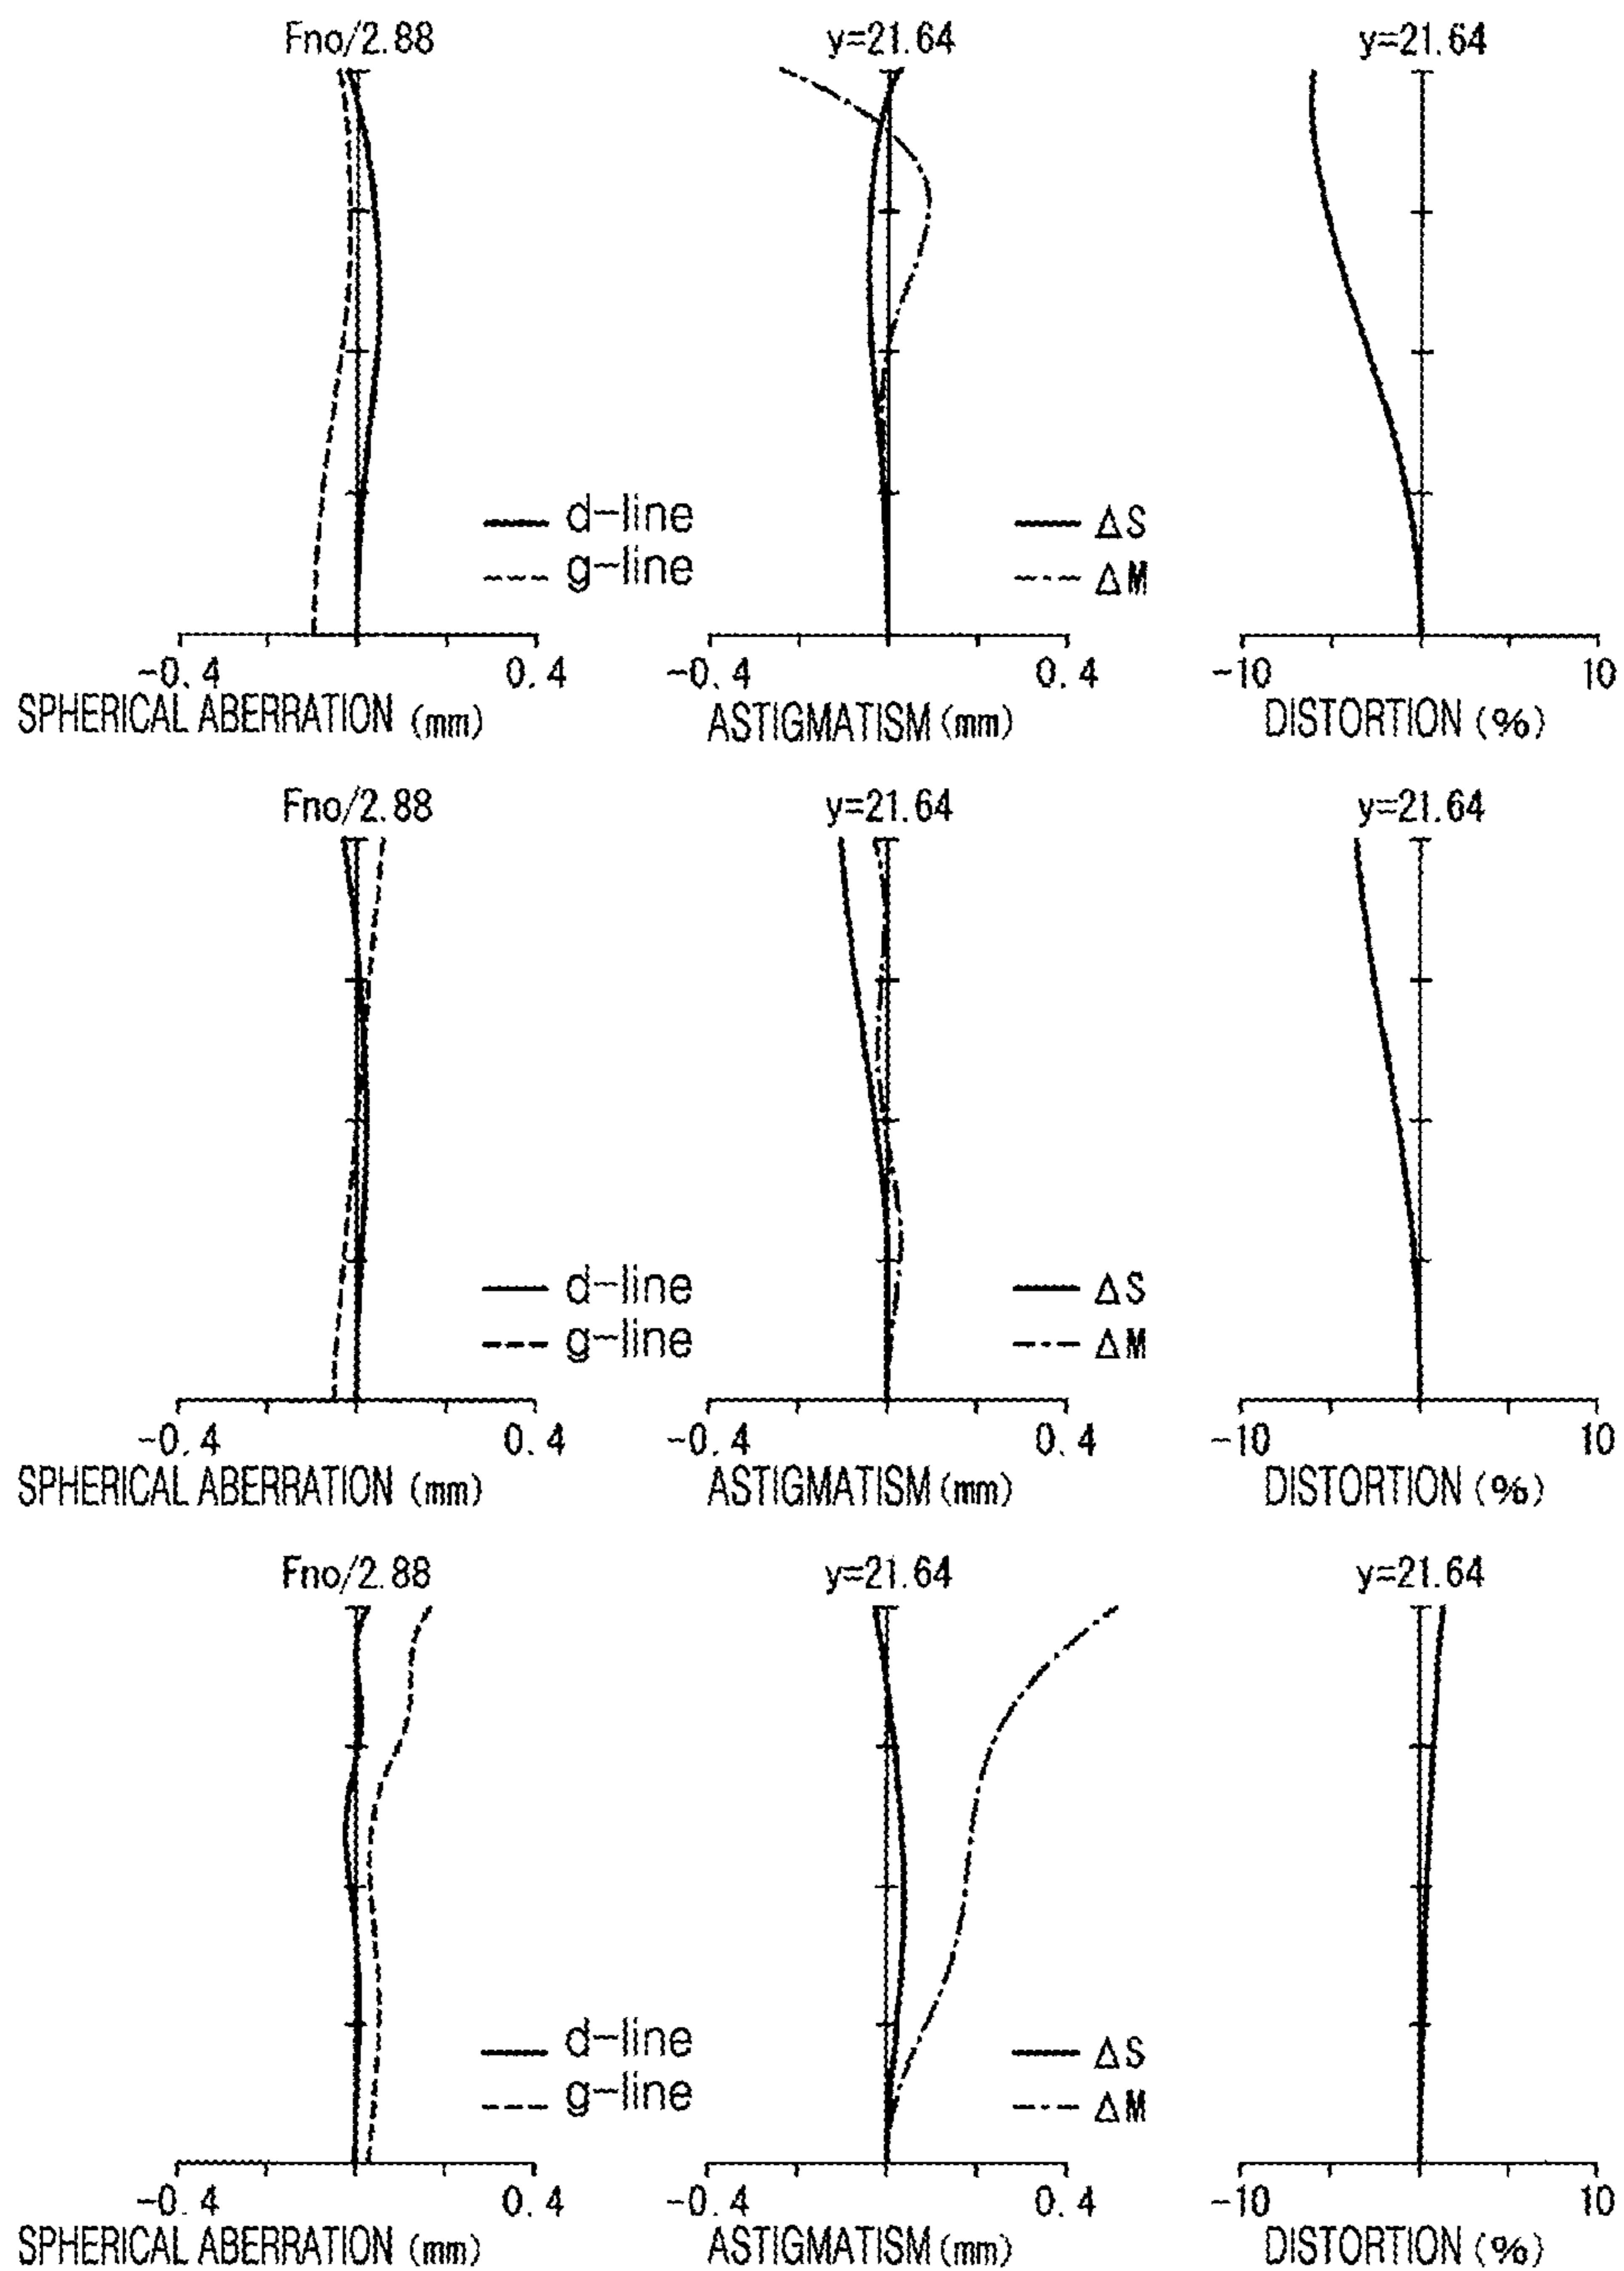 Fno/2.88
y=21.64
y=21.64
d-line
g-line
ΔS
ΔM
-0.4
0.4
-0.4
0.4
-10
10
SPHERICAL ABERRATION (mm)
ASTIGMATISM (mm)
DISTORTION (%)
Fno/2.88
y=21.64
y=21.64
d-line
g-line
ΔS
ΔM
-0.4
0.4
-0.4
0.4
-10
10
SPHERICAL ABERRATION (mm)
ASTIGMATISM (mm)
DISTORTION (%)
Fno/2.88
y=21.64
y=21.64
d-line
g-line
ΔS
ΔM
-0.4
0.4
-0.4
0.4
-10
10
SPHERICAL ABERRATION (mm)
ASTIGMATISM (mm)
DISTORTION (%)